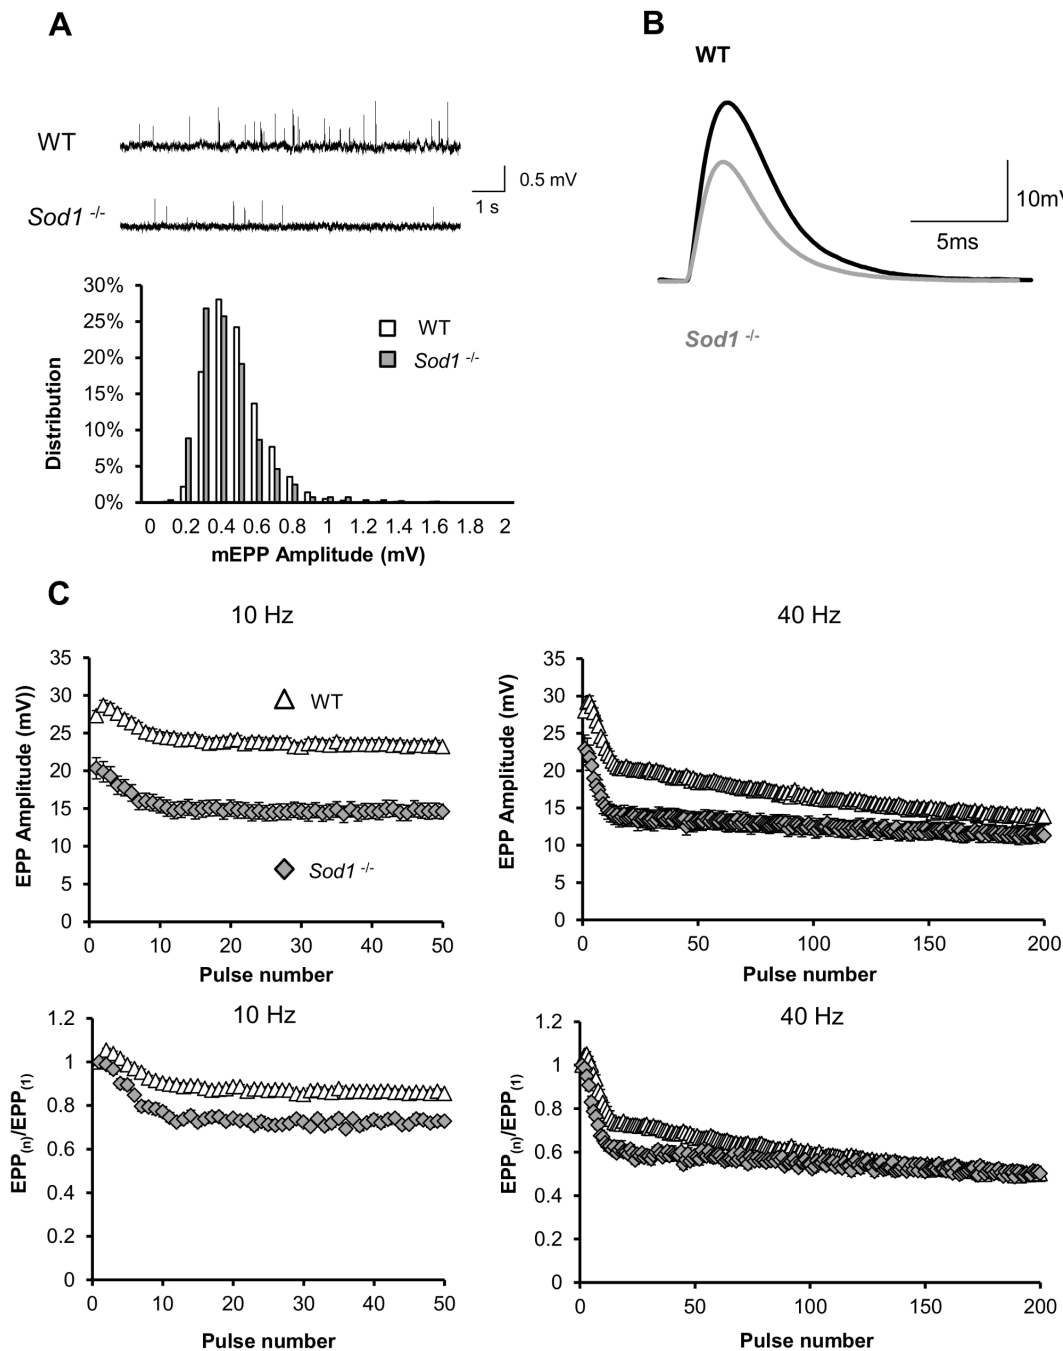 A
B
WT
WT
0.5 mV
1 s
Sod1 -/-
10mV
5ms
Sod1 -/-
30%
25%
20%
15%
10%
5%
0%
Distribution
WT
Sod1 -/-
0 0.2 0.4 0.6 0.8 1 1.2 1.4 1.6 1.8 2
mEPP Amplitude (mV)
C
10 Hz
35
30
25
20
15
10
5
0
EPP Amplitude (mV))
WT
Sod1 -/-
0 10 20 30 40 50
Pulse number
40 Hz
35
30
25
20
15
10
5
0
EPP Amplitude (mV)
0 50 100 150 200
Pulse number
10 Hz
1.2
1
0.8
0.6
0.4
0.2
0
EPP(n)/EPP(1)
0 10 20 30 40 50
Pulse number
40 Hz
1.2
1
0.8
0.6
0.4
0.2
0
EPP(n)/EPP(1)
0 50 100 150 200
Pulse number